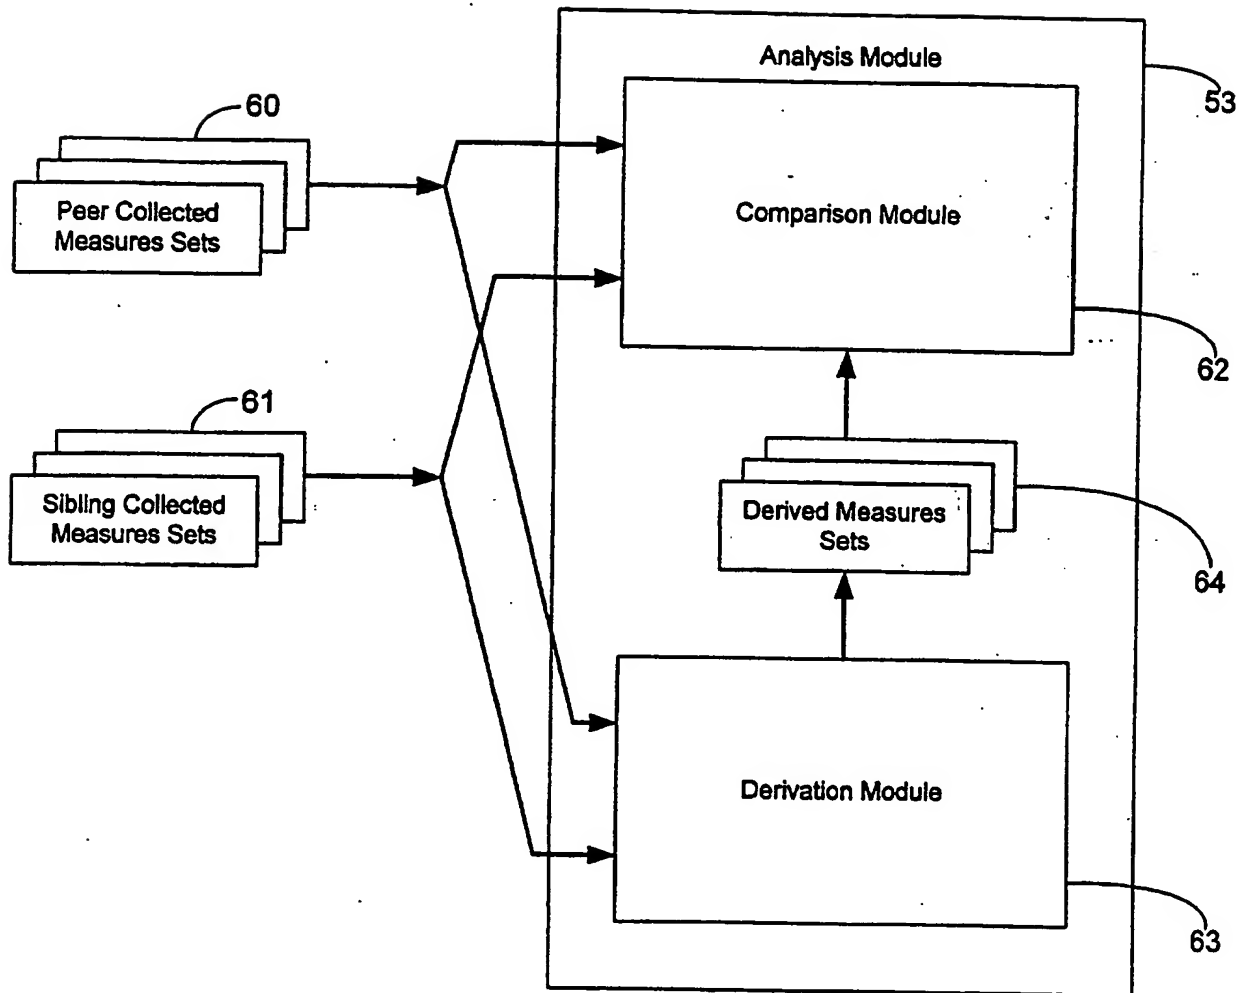 Analysis Module
53
60
Peer Collected
Measures Sets
Comparison Module
62
61
Sibling Collected
Measures Sets
Derived Measures
Sets
64
Derivation Module
63